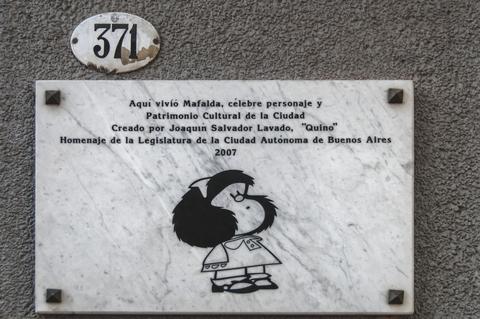 371
Aquí vivió Mafalda, célebre personaje y
Patrimonio Cultural de la Ciudad
Creado por Joaquín Salvador Lavado, "Quino"
Homenaje de la Legislatura de la Ciudad Autónoma de Buenos Aires
2007